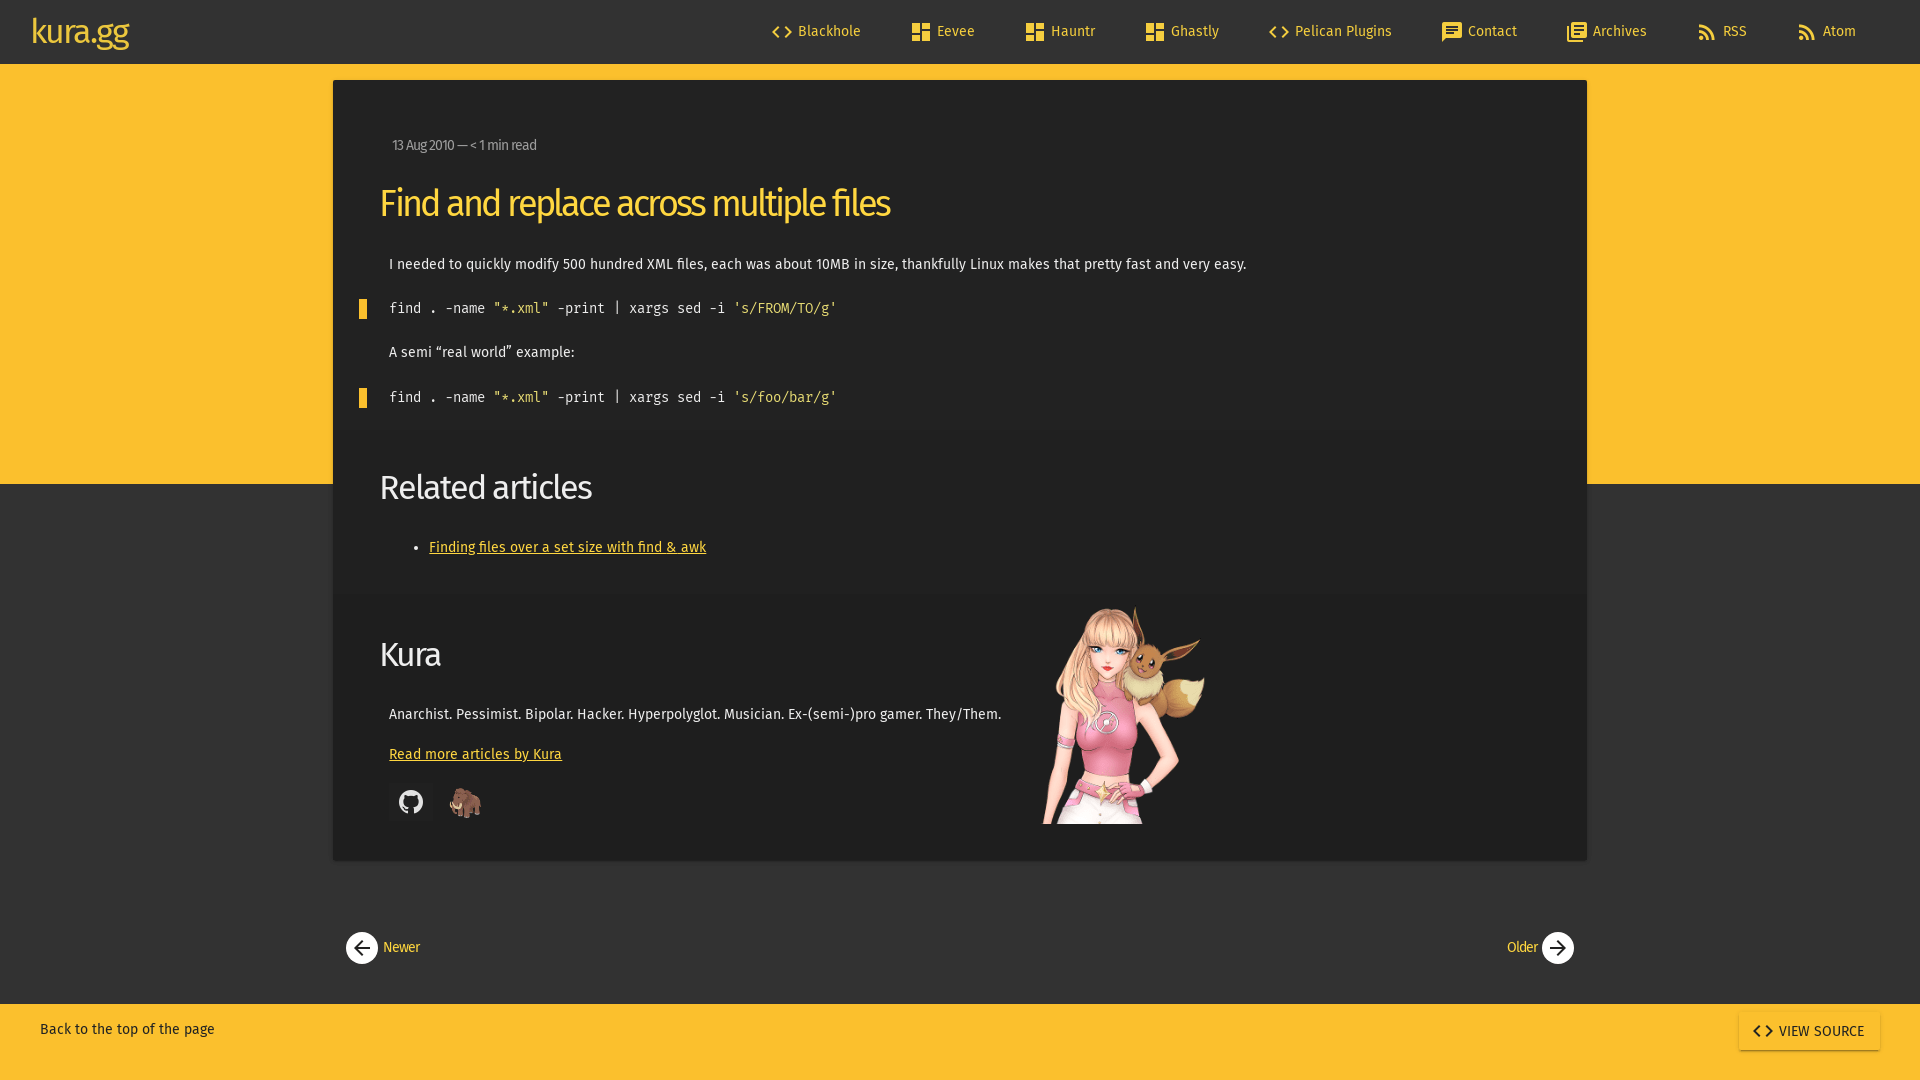 kura.gg
Blackhole
Eevee
Hauntr
Ghastly
Pelican Plugins
Contact
Archives
RSS
Atom
13 Aug 2010 — < 1 min read
Find and replace across multiple files
I needed to quickly modify 500 hundred XML files, each was about 10MB in size, thankfully Linux makes that pretty fast and very easy.
find . -name "*.xml" -print | xargs sed -i 's/FROM/TO/g'
A semi “real world” example:
find . -name "*.xml" -print | xargs sed -i 's/foo/bar/g'
Related articles
• Finding files over a set size with find & awk
Kura
Anarchist. Pessimist. Bipolar. Hacker. Hyperpolyglot. Musician. Ex-(semi-)pro gamer. They/Them.
Read more articles by Kura
Newer
Older
Back to the top of the page
VIEW SOURCE